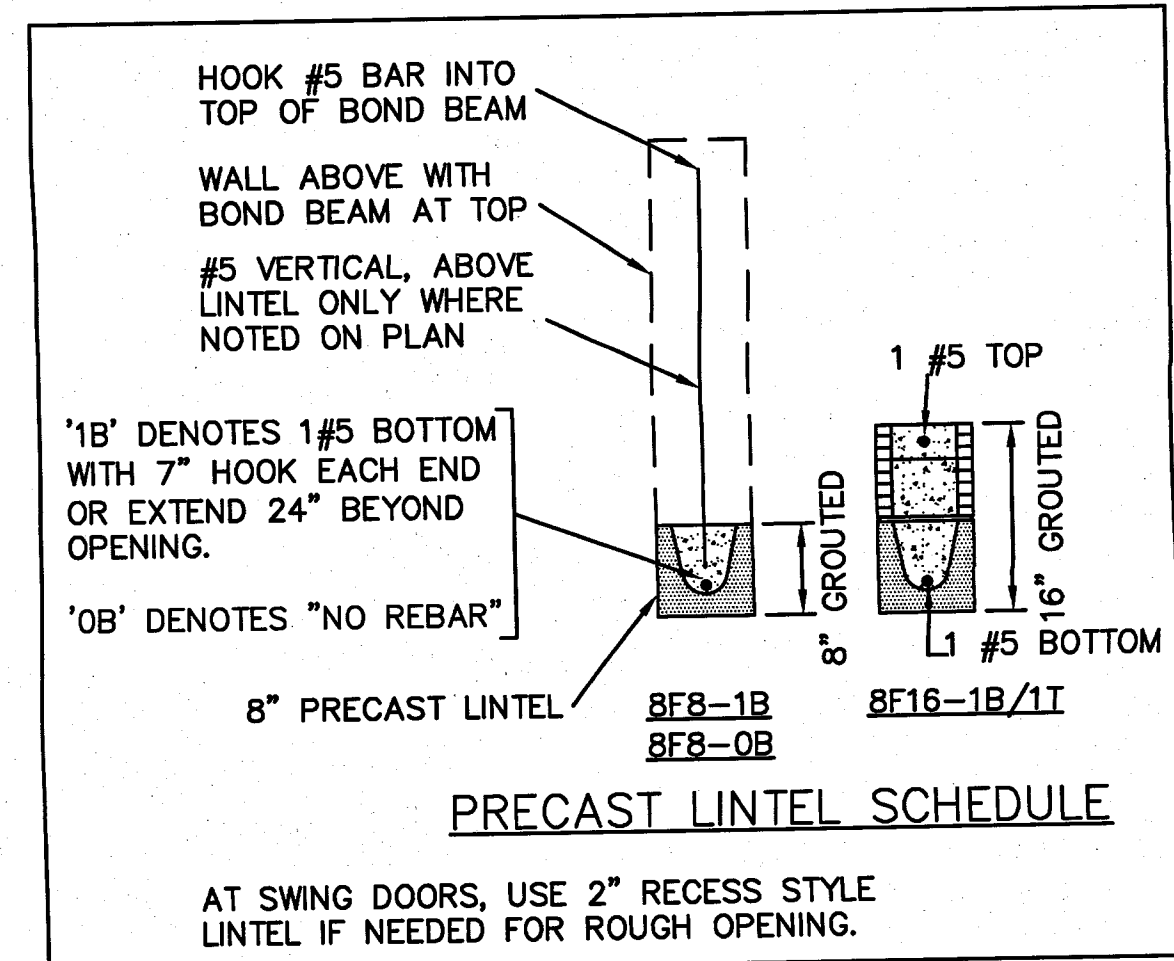 HOOK #5 BAR INTO
TOP OF BOND BEAM
WALL ABOVE WITH
BOND BEAM AT TOP
#5 VERTICAL, ABOVE
LINTEL ONLY WHERE
NOTED ON PLAN
'1B' DENOTES 1#5 BOTTOM
WITH 7" HOOK EACH END
OR EXTEND 24" BEYOND
OPENING.
'0B' DENOTES "NO REBAR"
8" PRECAST LINTEL
8" GROUTED
8F8-1B
8F8-0B
1 #5 TOP
16" GROUTED
1 #5 BOTTOM
8F16-1B/1T
PRECAST LINTEL SCHEDULE
AT SWING DOORS, USE 2" RECESS STYLE
LINTEL IF NEEDED FOR ROUGH OPENING.